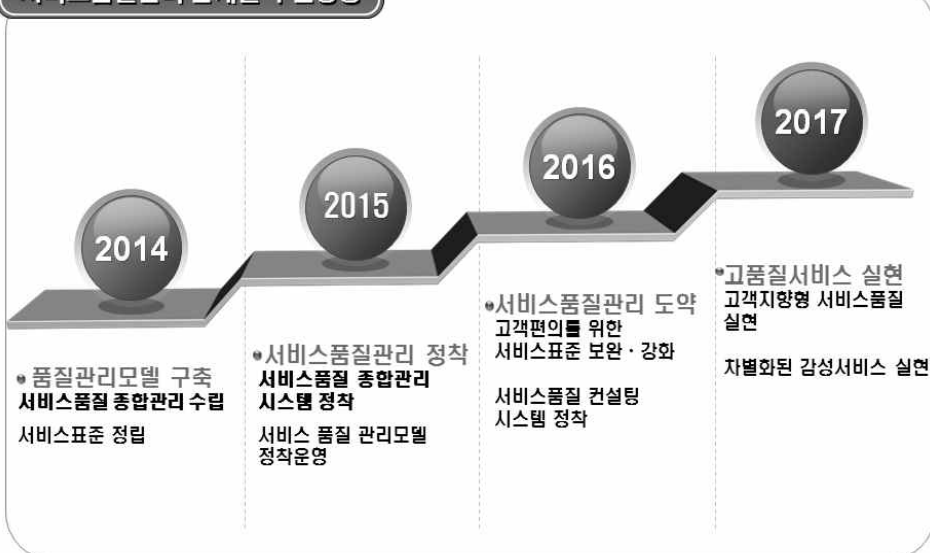 2014
품질관리모델 구축
서비스품질 종합관리 수립
서비스표준 정립
2015
서비스품질관리 정착
서비스품질 종합관리
시스템 정착
서비스 품질 관리모델
정착운영
2016
서비스품질관리 도약
고객편의를 위한
서비스표준 보완 · 강화
서비스품질 컨설팅
시스템 정착
2017
고품질서비스 실현
고객지향형 서비스품질
실현
차별화된 감성서비스 실현